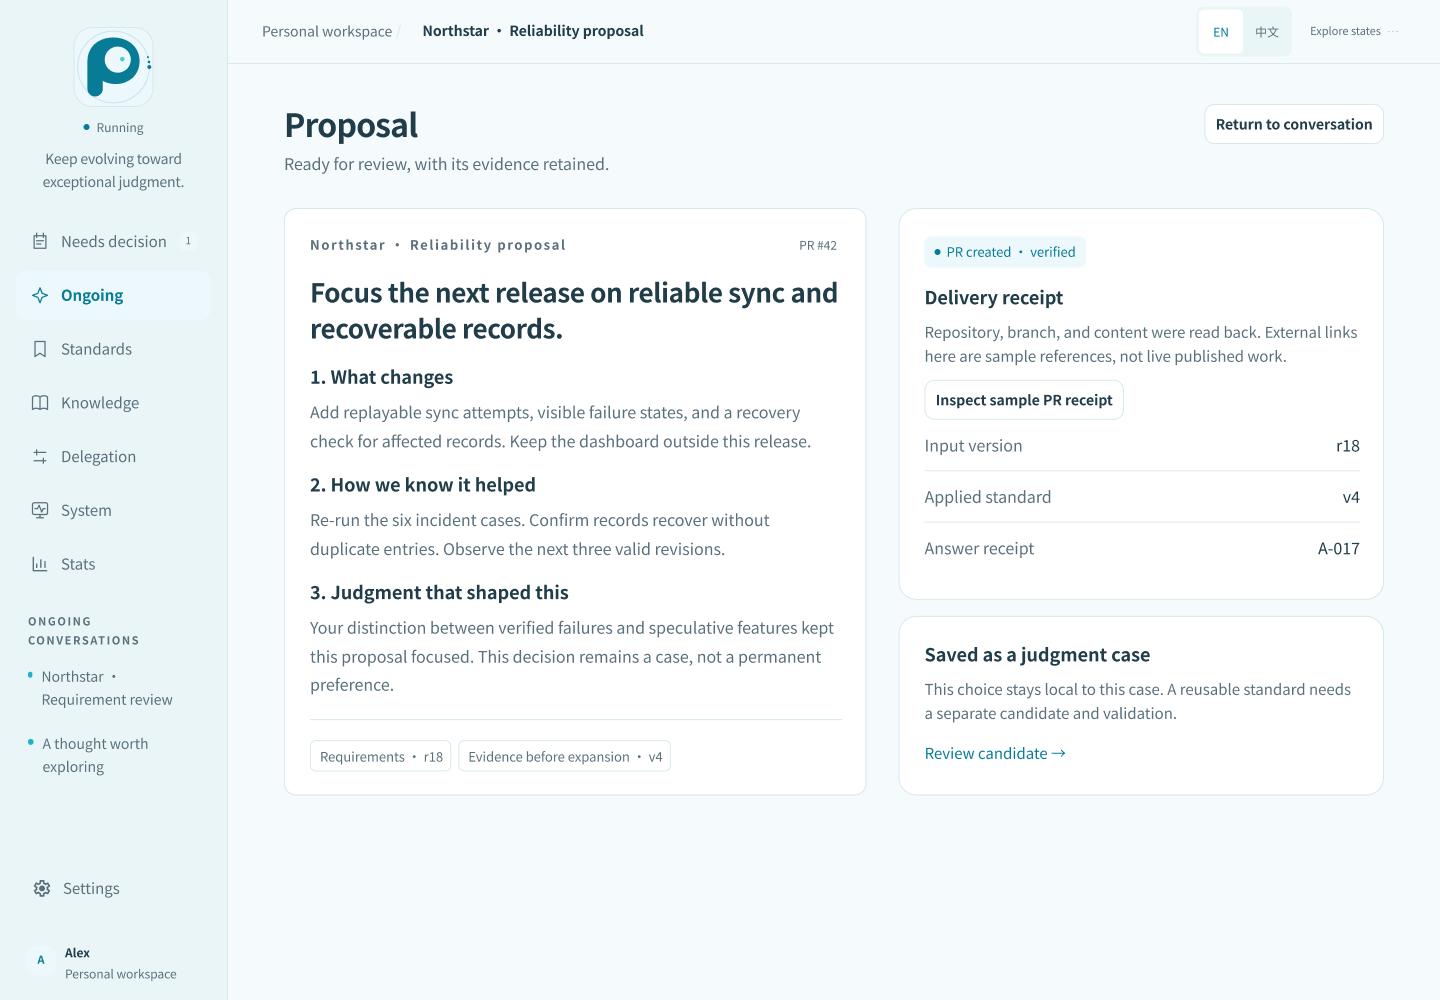 Running
Keep evolving toward
exceptional judgment.
Needs decision 1
Ongoing
Standards
Knowledge
Delegation
System
Stats
ONGOING
CONVERSATIONS
Northstar •
Requirement review
A thought worth
exploring
Settings
A
Alex
Personal workspace
Personal workspace / Northstar • Reliability proposal
EN 中文 Explore states ···
Proposal
Ready for review, with its evidence retained.
Return to conversation
Northstar • Reliability proposal PR #42
Focus the next release on reliable sync and
recoverable records.
1. What changes
Add replayable sync attempts, visible failure states, and a recovery
check for affected records. Keep the dashboard outside this release.
2. How we know it helped
Re-run the six incident cases. Confirm records recover without
duplicate entries. Observe the next three valid revisions.
3. Judgment that shaped this
Your distinction between verified failures and speculative features kept
this proposal focused. This decision remains a case, not a permanent
preference.
Requirements • r18 Evidence before expansion • v4
PR created • verified
Delivery receipt
Repository, branch, and content were read back. External links
here are sample references, not live published work.
Inspect sample PR receipt
Input version r18
Applied standard v4
Answer receipt A-017
Saved as a judgment case
This choice stays local to this case. A reusable standard needs
a separate candidate and validation.
Review candidate →